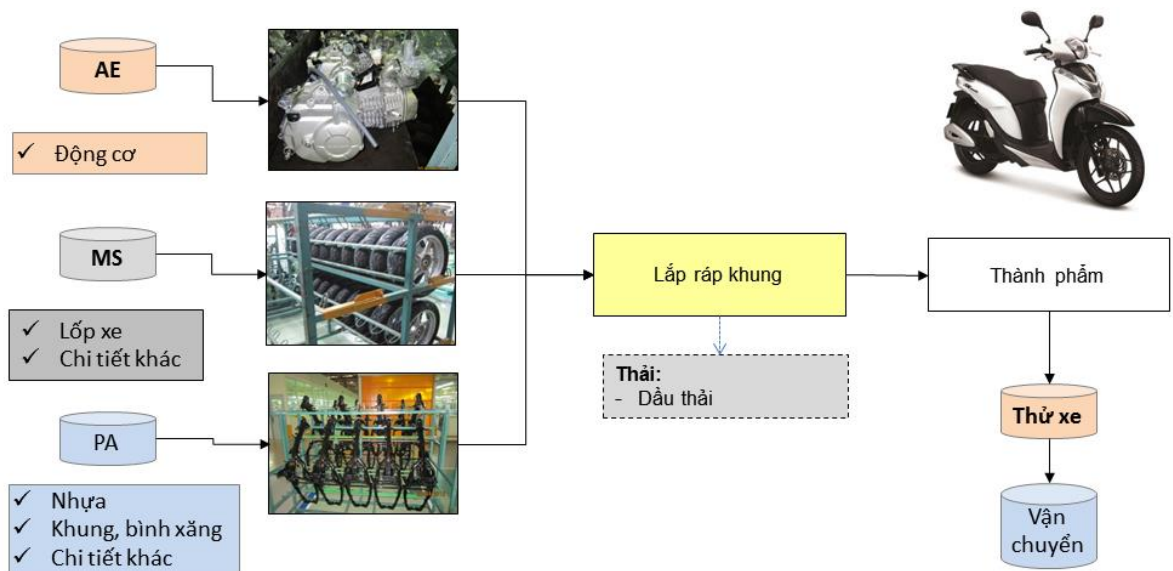 AE
✓ Động cơ
MS
✓ Lốp xe
✓ Chi tiết khác
PA
✓ Nhựa
✓ Khung, bình xăng
✓ Chi tiết khác
Lắp ráp khung
Thải:
- Dầu thải
Thành phẩm
Thử xe
Vận
chuyển